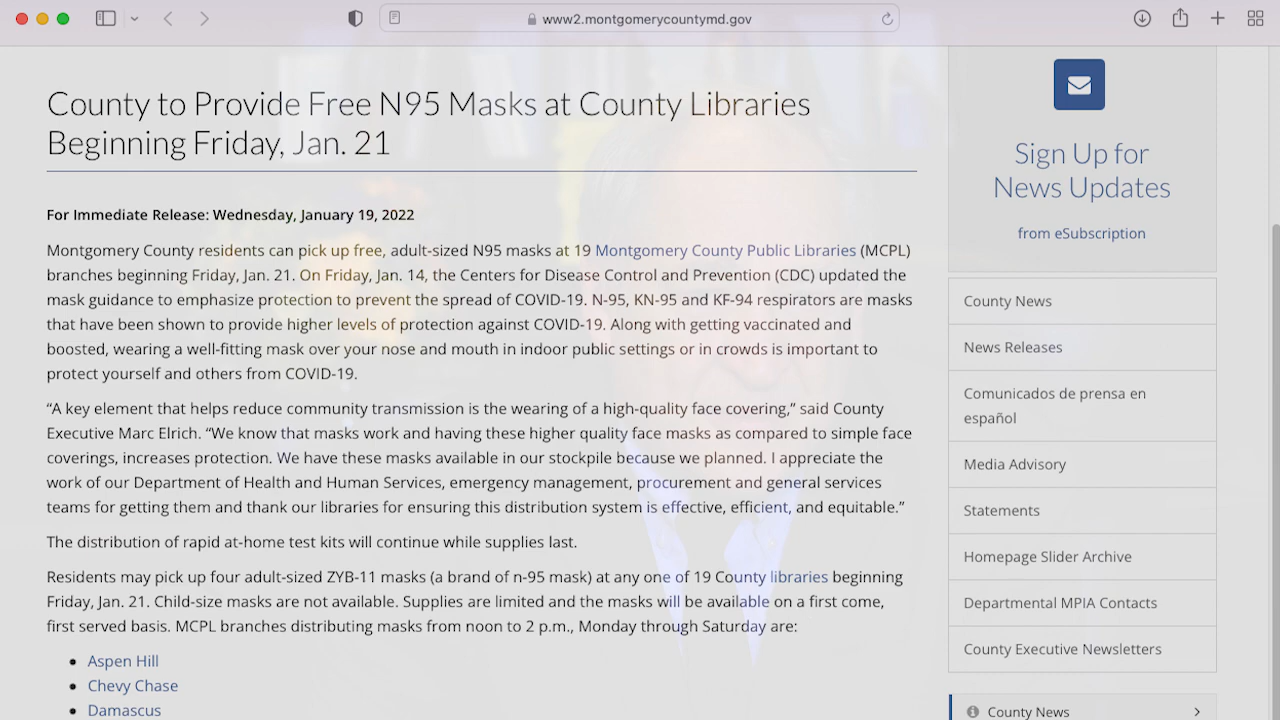 www2.montgomerycountymd.gov
County to Provide Free N95 Masks at County Libraries
Beginning Friday, Jan. 21
For Immediate Release: Wednesday, January 19, 2022
Montgomery County residents can pick up free, adult-sized N95 masks at 19 Montgomery County Public Libraries (MCPL)
branches beginning Friday, Jan. 21. On Friday, Jan. 14, the Centers for Disease Control and Prevention (CDC) updated the
mask guidance to emphasize protection to prevent the spread of COVID-19. N-95, KN-95 and KF-94 respirators are masks
that have been shown to provide higher levels of protection against COVID-19. Along with getting vaccinated and
boosted, wearing a well-fitting mask over your nose and mouth in indoor public settings or in crowds is important to
protect yourself and others from COVID-19.
“A key element that helps reduce community transmission is the wearing of a high-quality face covering,” said County
Executive Marc Elrich. “We know that masks work and having these higher quality face masks as compared to simple face
coverings, increases protection. We have these masks available in our stockpile because we planned. I appreciate the
work of our Department of Health and Human Services, emergency management, procurement and general services
teams for getting them and thank our libraries for ensuring this distribution system is effective, efficient, and equitable.”
The distribution of rapid at-home test kits will continue while supplies last.
Residents may pick up four adult-sized ZYB-11 masks (a brand of n-95 mask) at any one of 19 County libraries beginning
Friday, Jan. 21. Child-size masks are not available. Supplies are limited and the masks will be available on a first come,
first served basis. MCPL branches distributing masks from noon to 2 p.m., Monday through Saturday are:
Aspen Hill
Chevy Chase
Damascus
Sign Up for
News Updates
from eSubscription
County News
News Releases
Comunicados de prensa en
español
Media Advisory
Statements
Homepage Slider Archive
Departmental MPIA Contacts
County Executive Newsletters
County News